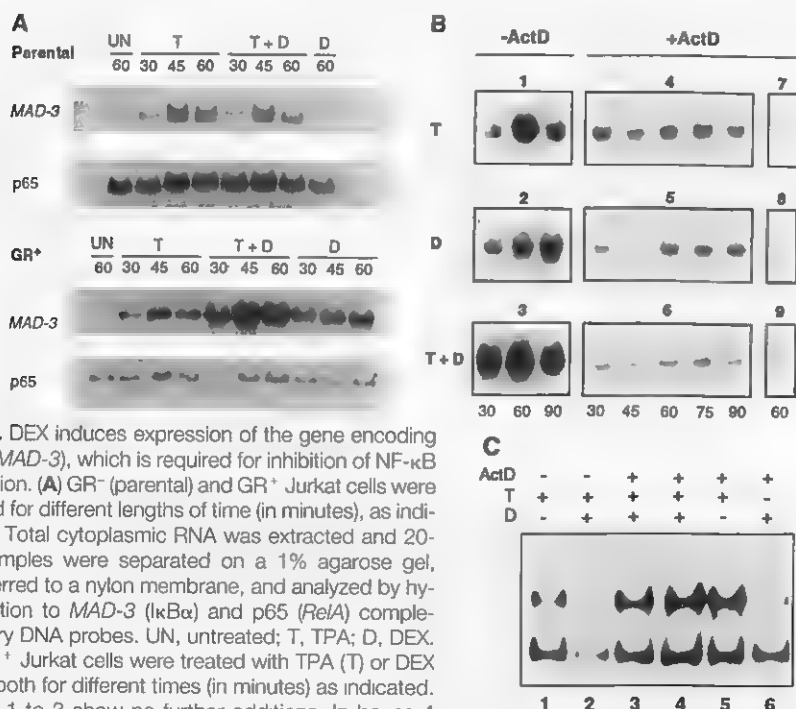 A
Parental
UN T T + D D
60 30 45 60 30 45 60 60
MAD-3
p65
GR+ UN T T + D D
60 30 45 60 30 45 60 30 45 60
MAD-3
p65
. DEX induces expression of the gene encoding
MAD-3), which is required for inhibition of NF-κB
ion. (A) GR− (parental) and GR+ Jurkat cells were
d for different lengths of time (in minutes), as indi-
Total cytoplasmic RNA was extracted and 20-
mples were separated on a 1% agarose gel,
erred to a nylon membrane, and analyzed by hy-
tion to MAD-3 (IκBα) and p65 (RelA) comple-
ry DNA probes. UN, untreated; T, TPA; D, DEX.
+ Jurkat cells were treated with TPA (T) or DEX
both for different times (in minutes) as indicated.
B
-ActD +ActD
1 4 7
T
2 5 8
D
3 6 9
T + D
30 60 90 30 45 60 75 90 60
C
ActD - - + + + +
T + + + + + -
D - + + + - +
1 2 3 4 5 6